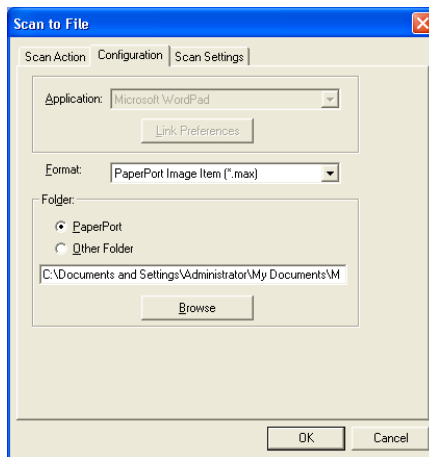 Scan to File
Scan Action Configuration Scan Settings
Application: Microsoft WordPad
Link Preferences
Format: PaperPort Image Item (*.max)
Folder:
PaperPort
Other Folder
C:\Documents and Settings\Administrator\My Documents\M
Browse
OK Cancel